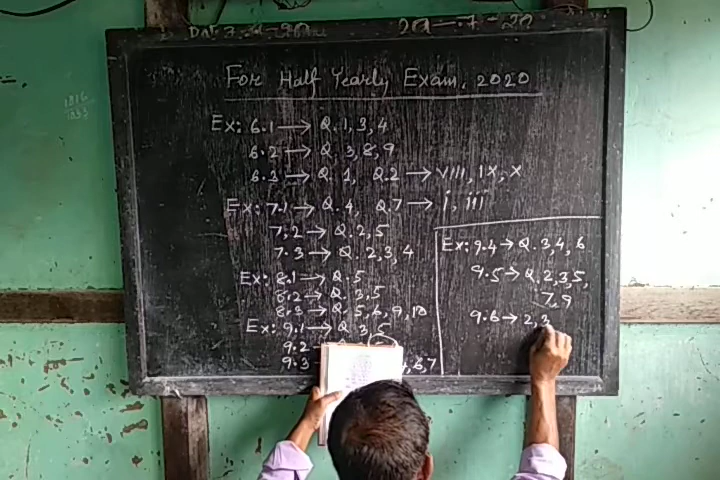 20 - 7 - 20
For Half Yearly Exam, 2020
Ex: 6.1 → Q. 1, 3, 4
6.2 → Q. 3, 8, 9
6.3 → Q. 1, Q.2 → viii, ix, x
Ex: 7.1 → Q. 4, Q.7 → i, iii
7.2 → Q. 2, 5
7.3 → Q. 2, 3, 4
Ex: 8.1 → Q. 5
8.2 → Q. 3, 5
8.3 → Q. 5, 6, 9, 10
Ex: 9.1 → Q. 3, 5
9.2
9.3 , 6, 7
Ex: 9.4 → Q. 3, 4, 6
9.5 → Q. 2, 3, 5,
7, 9
9.6 → 2, 3